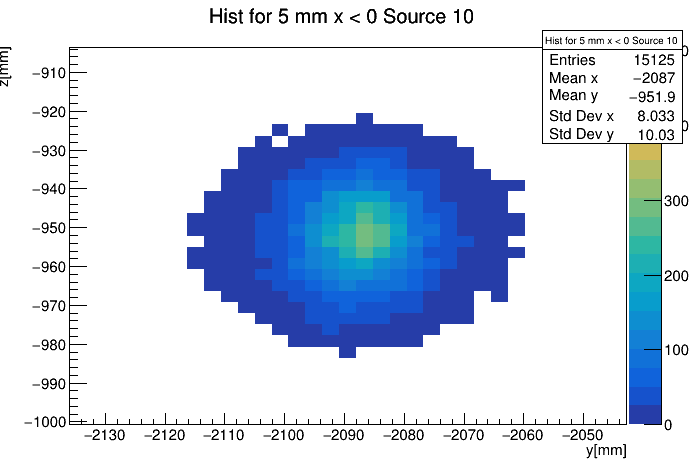 Hist for 5 mm x < 0 Source 10
z[mm]
Hist for 5 mm x < 0 Source 10
Entries 15125
Mean x −2087
Mean y −951.9
Std Dev x 8.033
Std Dev y 10.03
−910
−920
−930
−940
−950
−960
−970
−980
−990
−1000
300
200
100
0
−2130 −2120 −2110 −2100 −2090 −2080 −2070 −2060 −2050
y[mm]